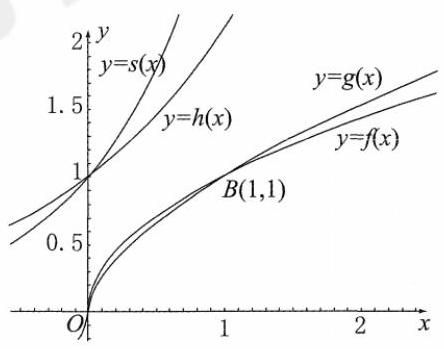 2 y
y=s(x)
y=g(x)
1.5
y=h(x)
y=f(x)
1
B(1,1)
0.5
O 1 2 x